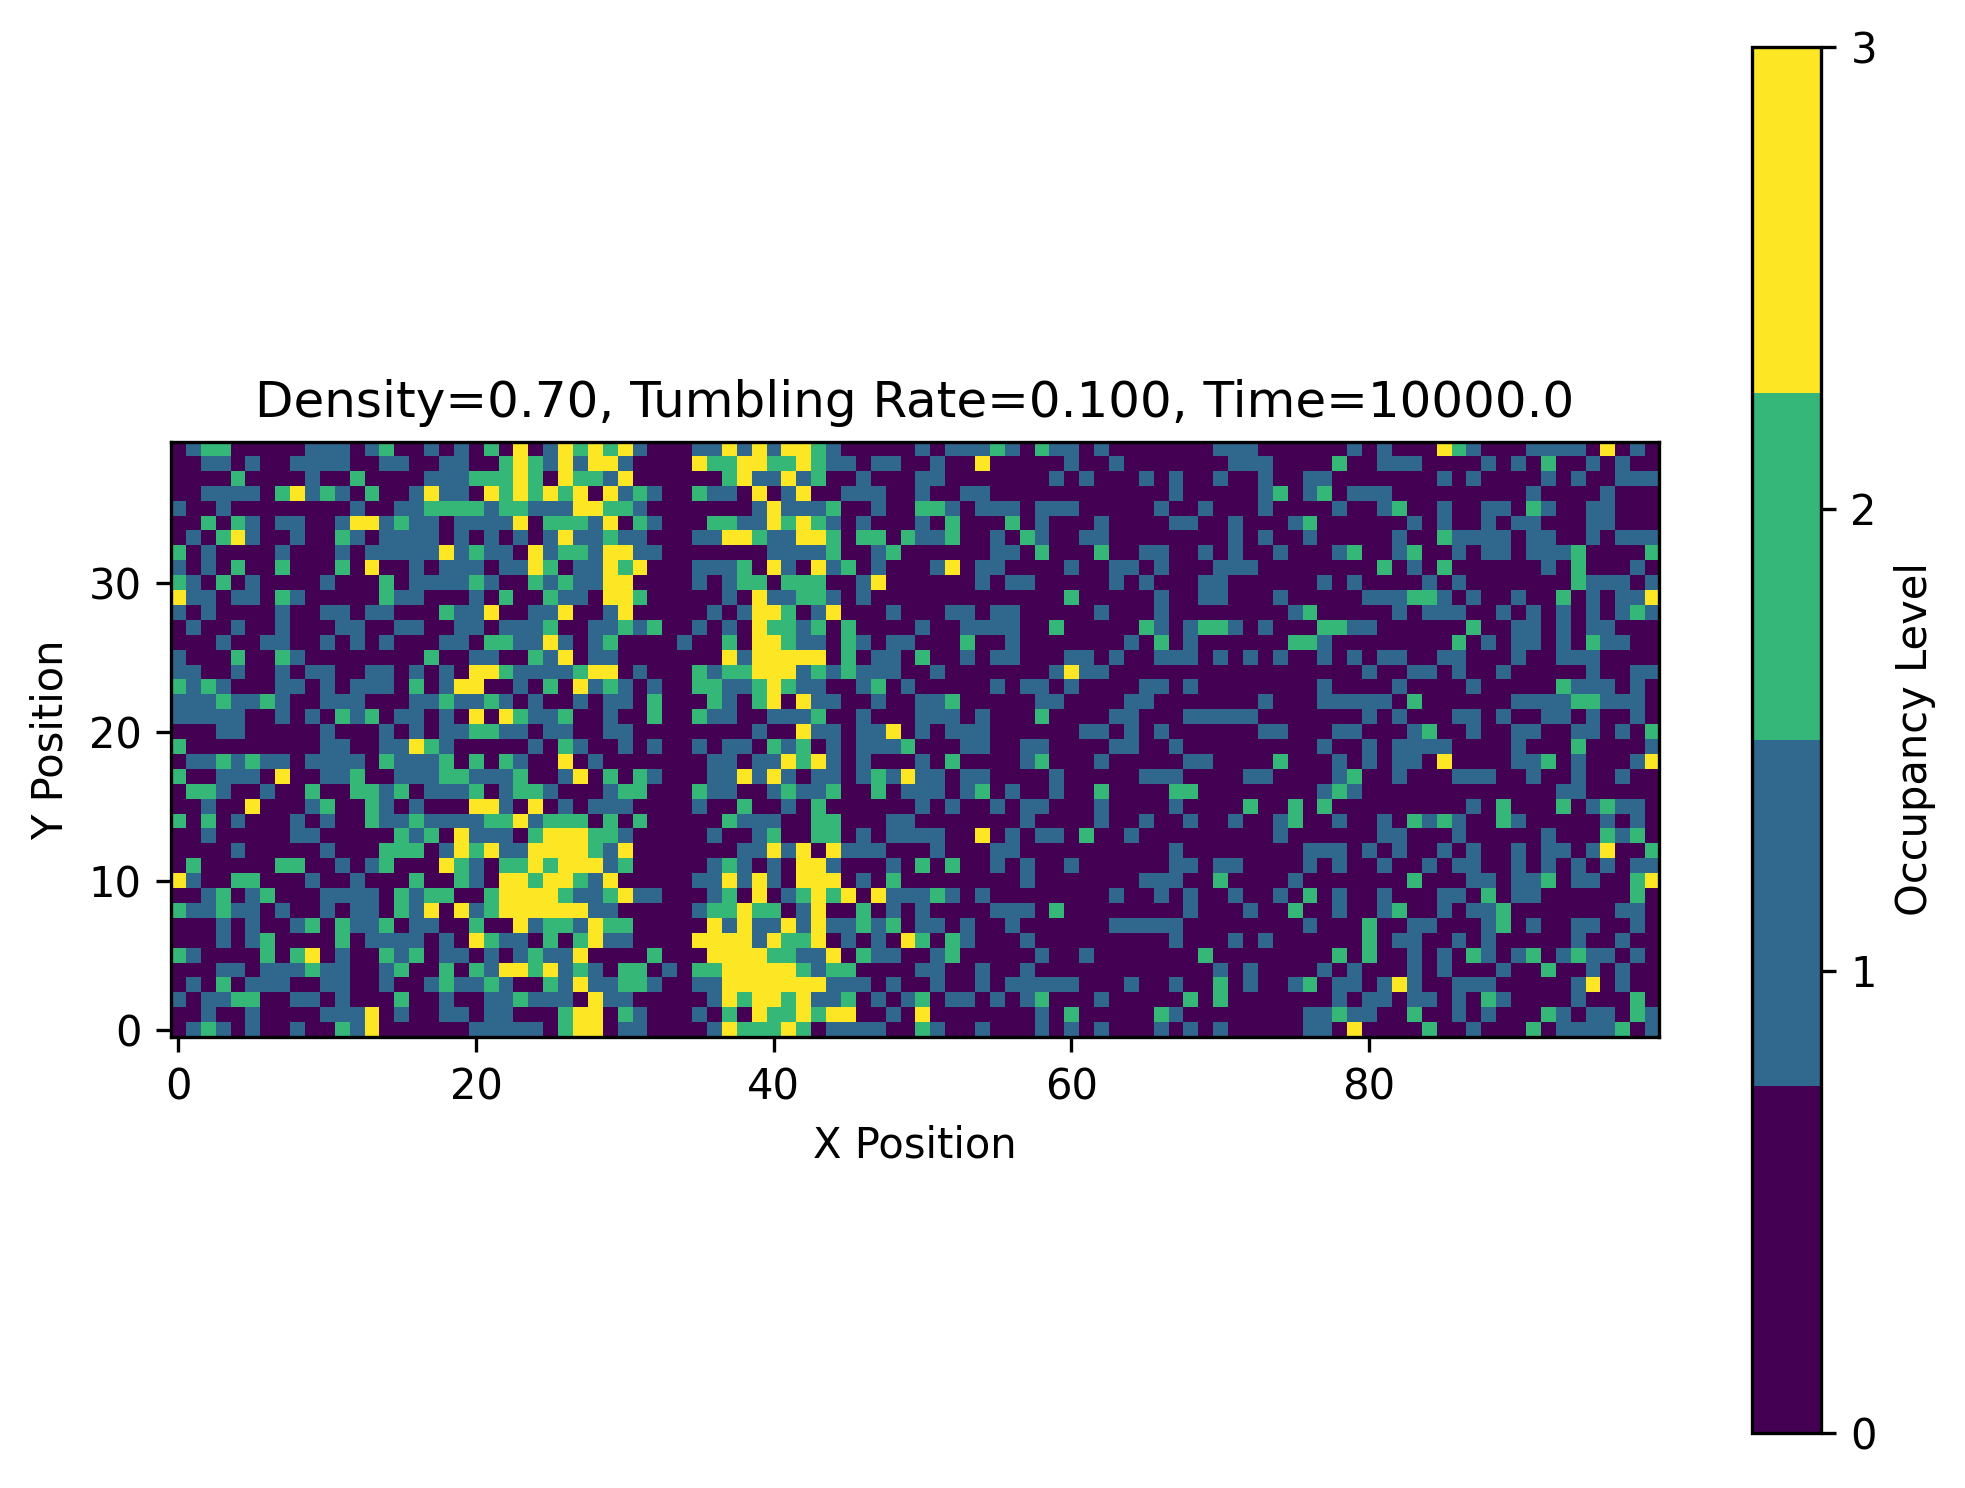 Density=0.70, Tumbling Rate=0.100, Time=10000.0
30
20
10
0
Y Position
0 20 40 60 80
X Position
3
2
1
0
Occupancy Level